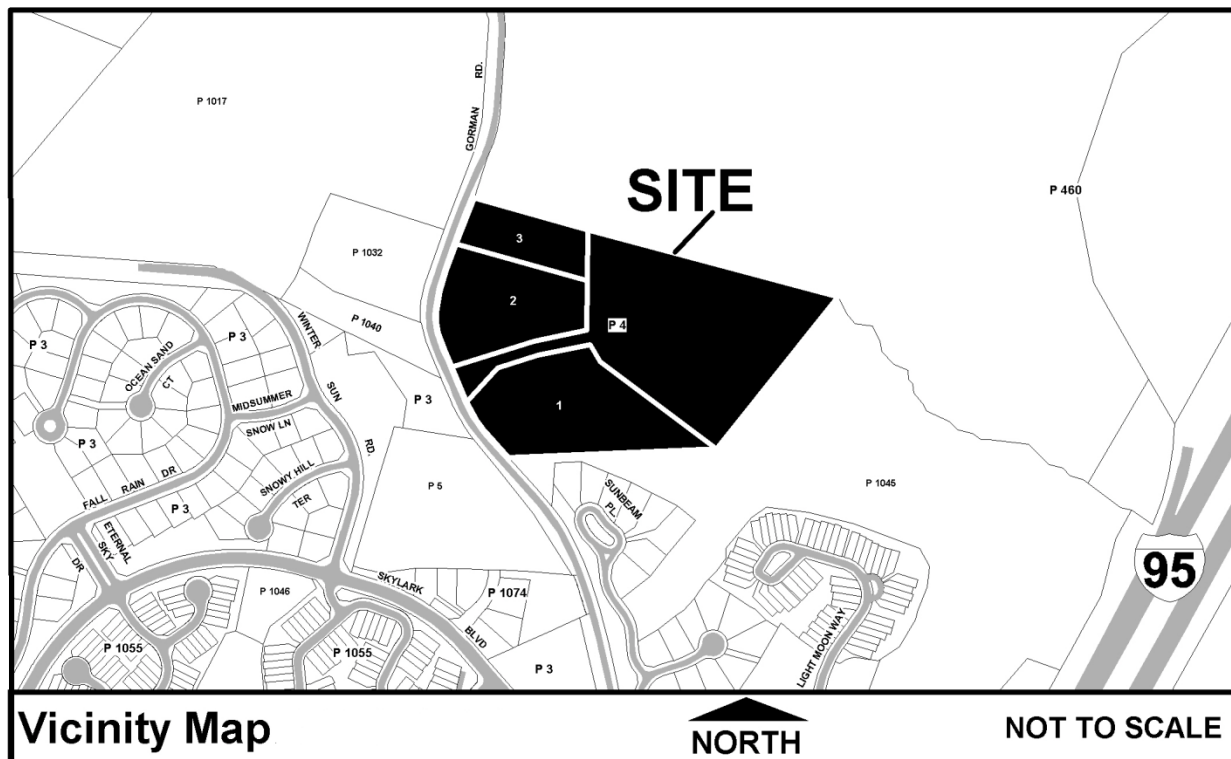 P 1017
GORMAN RD.
SITE
P 460
3
P 1032
2
P 4
P 1040
WINTER SUN RD.
P 3
P 3
OCEAN SAND CT
MIDSUMMER
SNOW LN
P 3
1
P 3
SNOWY HILL
TER
FALL RAIN DR
P 3
P 5
SUNBEAM PL
P 1045
ETERNAL SKY
DR
SKYLARK BLVD
P 1046
P 1074
95
P 1055
P 1055
P 3
LIGHT MOON WAY
Vicinity Map
NORTH
NOT TO SCALE